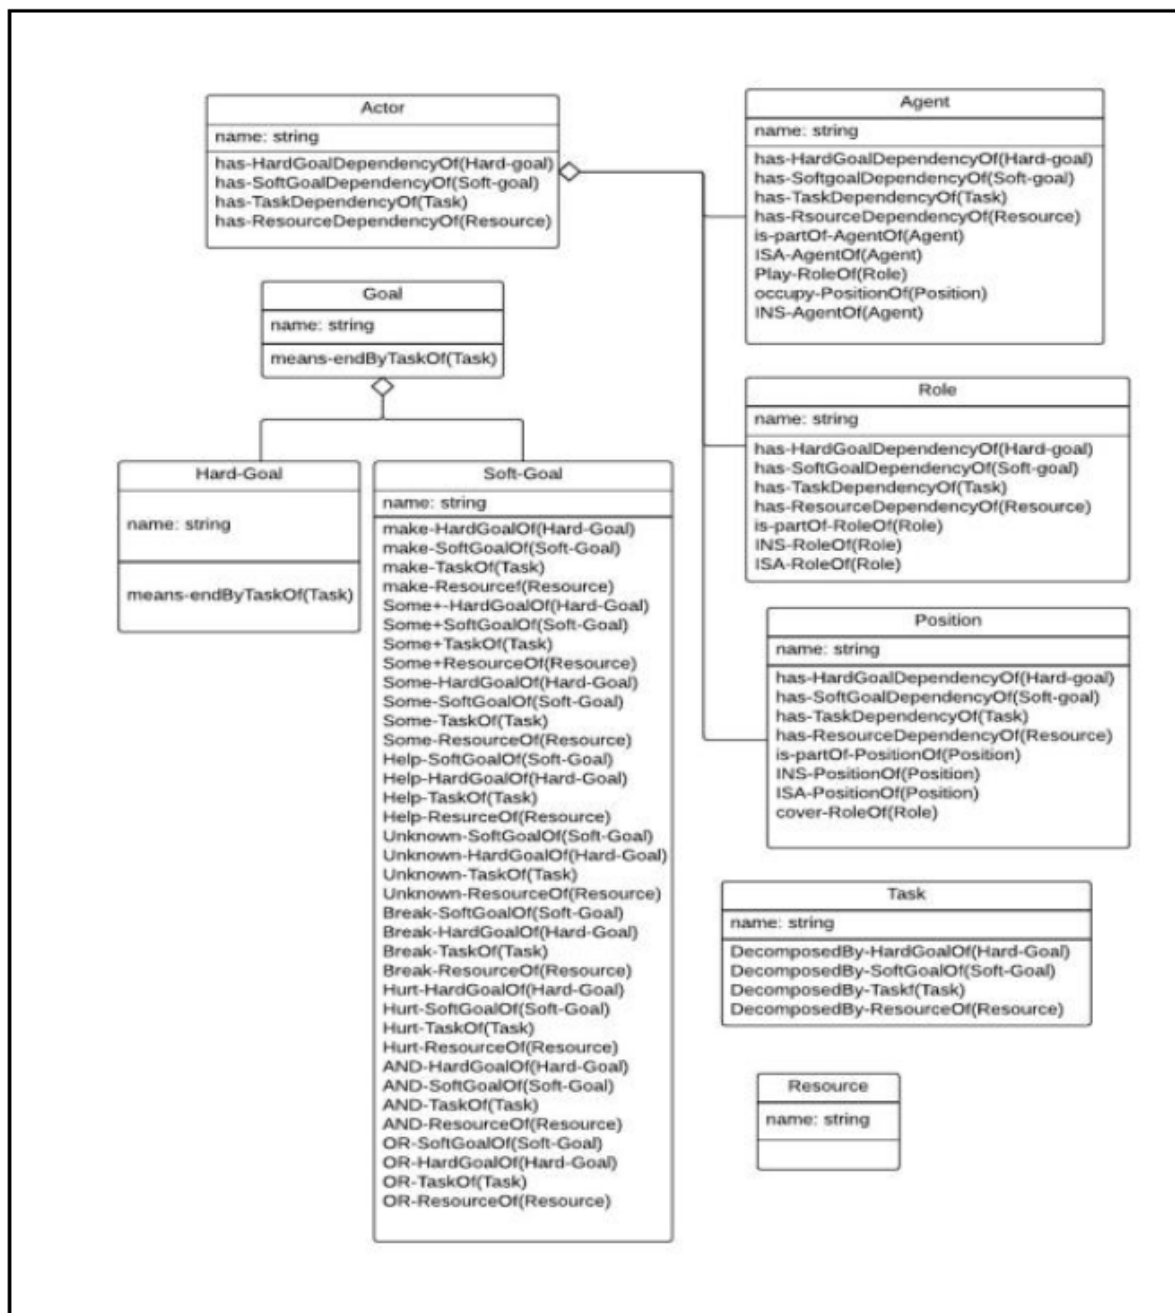 Actor
name: string
has-HardGoalDependencyOf(Hard-goal)
has-SoftGoalDependencyOf(Soft-goal)
has-TaskDependencyOf(Task)
has-ResourceDependencyOf(Resource)
Agent
name: string
has-HardGoalDependencyOf(Hard-goal)
has-SoftgoalDependencyOf(Soft-goal)
has-TaskDependencyOf(Task)
has-RsourceDependencyOf(Resource)
is-partOf-AgentOf(Agent)
ISA-AgentOf(Agent)
Play-RoleOf(Role)
occupy-PositionOf(Position)
INS-AgentOf(Agent)
Goal
name: string
means-endByTaskOf(Task)
Role
name: string
has-HardGoalDependencyOf(Hard-goal)
has-SoftGoalDependencyOf(Soft-goal)
has-TaskDependencyOf(Task)
has-ResourceDependencyOf(Resource)
is-partOf-RoleOf(Role)
INS-RoleOf(Role)
ISA-RoleOf(Role)
Hard-Goal
name: string
means-endByTaskOf(Task)
Soft-Goal
name: string
make-HardGoalOf(Hard-Goal)
make-SoftGoalOf(Soft-Goal)
make-TaskOf(Task)
make-Resourcef(Resource)
Some+-HardGoalOf(Hard-Goal)
Some+SoftGoalOf(Soft-Goal)
Some+TaskOf(Task)
Some+ResourceOf(Resource)
Some-HardGoalOf(Hard-Goal)
Some-SoftGoalOf(Soft-Goal)
Some-TaskOf(Task)
Some-ResourceOf(Resource)
Help-SoftGoalOf(Soft-Goal)
Help-HardGoalOf(Hard-Goal)
Help-TaskOf(Task)
Help-ResurceOf(Resource)
Unknown-SoftGoalOf(Soft-Goal)
Unknown-HardGoalOf(Hard-Goal)
Unknown-TaskOf(Task)
Unknown-ResourceOf(Resource)
Break-SoftGoalOf(Soft-Goal)
Break-HardGoalOf(Hard-Goal)
Break-TaskOf(Task)
Break-ResourceOf(Resource)
Hurt-HardGoalOf(Hard-Goal)
Hurt-SoftGoalOf(Soft-Goal)
Hurt-TaskOf(Task)
Hurt-ResourceOf(Resource)
AND-HardGoalOf(Hard-Goal)
AND-SoftGoalOf(Soft-Goal)
AND-TaskOf(Task)
AND-ResourceOf(Resource)
OR-SoftGoalOf(Soft-Goal)
OR-HardGoalOf(Hard-Goal)
OR-TaskOf(Task)
OR-ResourceOf(Resource)
Position
name: string
has-HardGoalDependencyOf(Hard-goal)
has-SoftGoalDependencyOf(Soft-goal)
has-TaskDependencyOf(Task)
has-ResourceDependencyOf(Resource)
is-partOf-PositionOf(Position)
INS-PositionOf(Position)
ISA-PositionOf(Position)
cover-RoleOf(Role)
Task
name: string
DecomposedBy-HardGoalOf(Hard-Goal)
DecomposedBy-SoftGoalOf(Soft-Goal)
DecomposedBy-Taskf(Task)
DecomposedBy-ResourceOf(Resource)
Resource
name: string